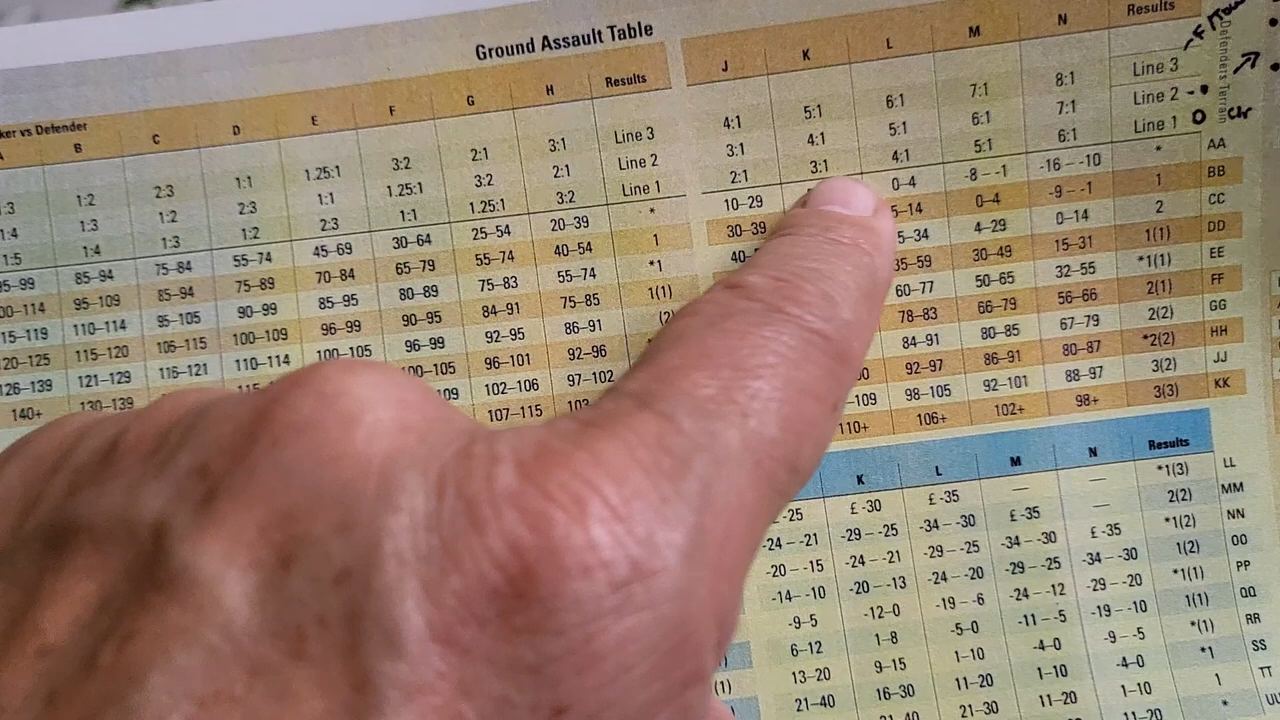 Ground Assault Table
ker vs Defender
B C D E F G H Results
1:2 2:3 1:1 1.25:1 3:2 2:1 3:1 Line 3
1:4 1:3 1:2 2:3 1:1 1.25:1 3:2 2:1 Line 2
1:5 1:4 1:3 1:2 2:3 1:1 1.25:1 3:2 Line 1
85–94 75–84 55–74 45–69 30–64 25–54 20–39 *
95–109 85–94 75–89 70–84 65–79 55–74 40–54 1
110–114 95–105 90–99 85–95 80–89 75–83 55–74 *1
115–120 106–115 100–109 96–99 90–95 84–91 75–85 1(1)
121–129 116–121 110–114 100–105 96–99 92–95 86–91 (2)
140+ 130–139 100–105 96–101 92–96
109 102–106 97–102
107–115
J K L M N Results
4:1 5:1 6:1 7:1 8:1 Line 3
3:1 4:1 5:1 6:1 7:1 Line 2
2:1 3:1 4:1 5:1 6:1 Line 1
10–29 0–4 -8 – -1 -16 – -10 * AA
30–39 5–14 0–4 -9 – -1 1 BB
5–34 4–29 0–14 2 CC
35–59 30–49 15–31 1(1) DD
60–77 50–65 32–55 *1(1) EE
78–83 66–79 56–66 2(1) FF
84–91 80–85 67–79 2(2) GG
92–97 86–91 80–87 *2(2) HH
–109 98–105 92–101 88–97 3(2) JJ
110+ 106+ 102+ 98+ 3(3) KK
Defenders Terrain
Clr
K L M N Results
-25 £ -30 £ -35 — — *1(3) LL
-24 – -21 -29 – -25 -34 – -30 £ -35 — 2(2) MM
-20 – -15 -24 – -21 -29 – -25 -34 – -30 £ -35 *1(2) NN
-14 – -10 -20 – -13 -24 – -20 -29 – -25 -34 – -30 1(2) OO
-9–5 -12–0 -19 – -6 -24 – -12 -29 – -20 *1(1) PP
6–12 1–8 -5–0 -11 – -5 -19 – -10 1(1) QQ
13–20 9–15 1–10 -4–0 -9 – -5 *(1) RR
(1) 21–40 16–30 11–20 1–10 -4–0 *1 SS
21–30 11–20 1–10 1 TT
11–20 *